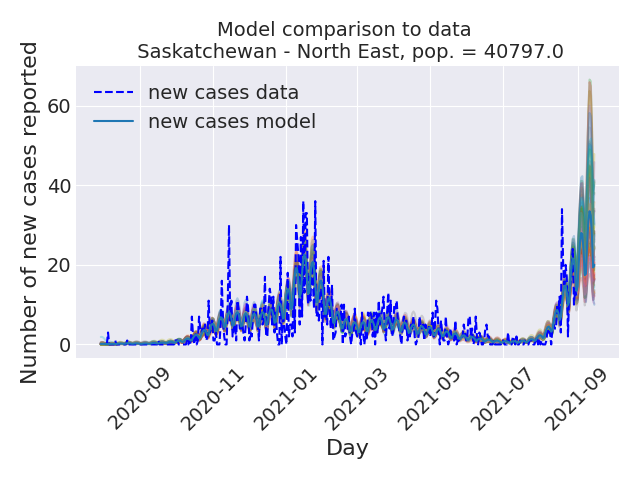 Model comparison to data
Saskatchewan - North East, pop. = 40797.0
Number of new cases reported
60
40
20
0
new cases data
new cases model
2020-09
2020-11
2021-01
2021-03
2021-05
2021-07
2021-09
Day